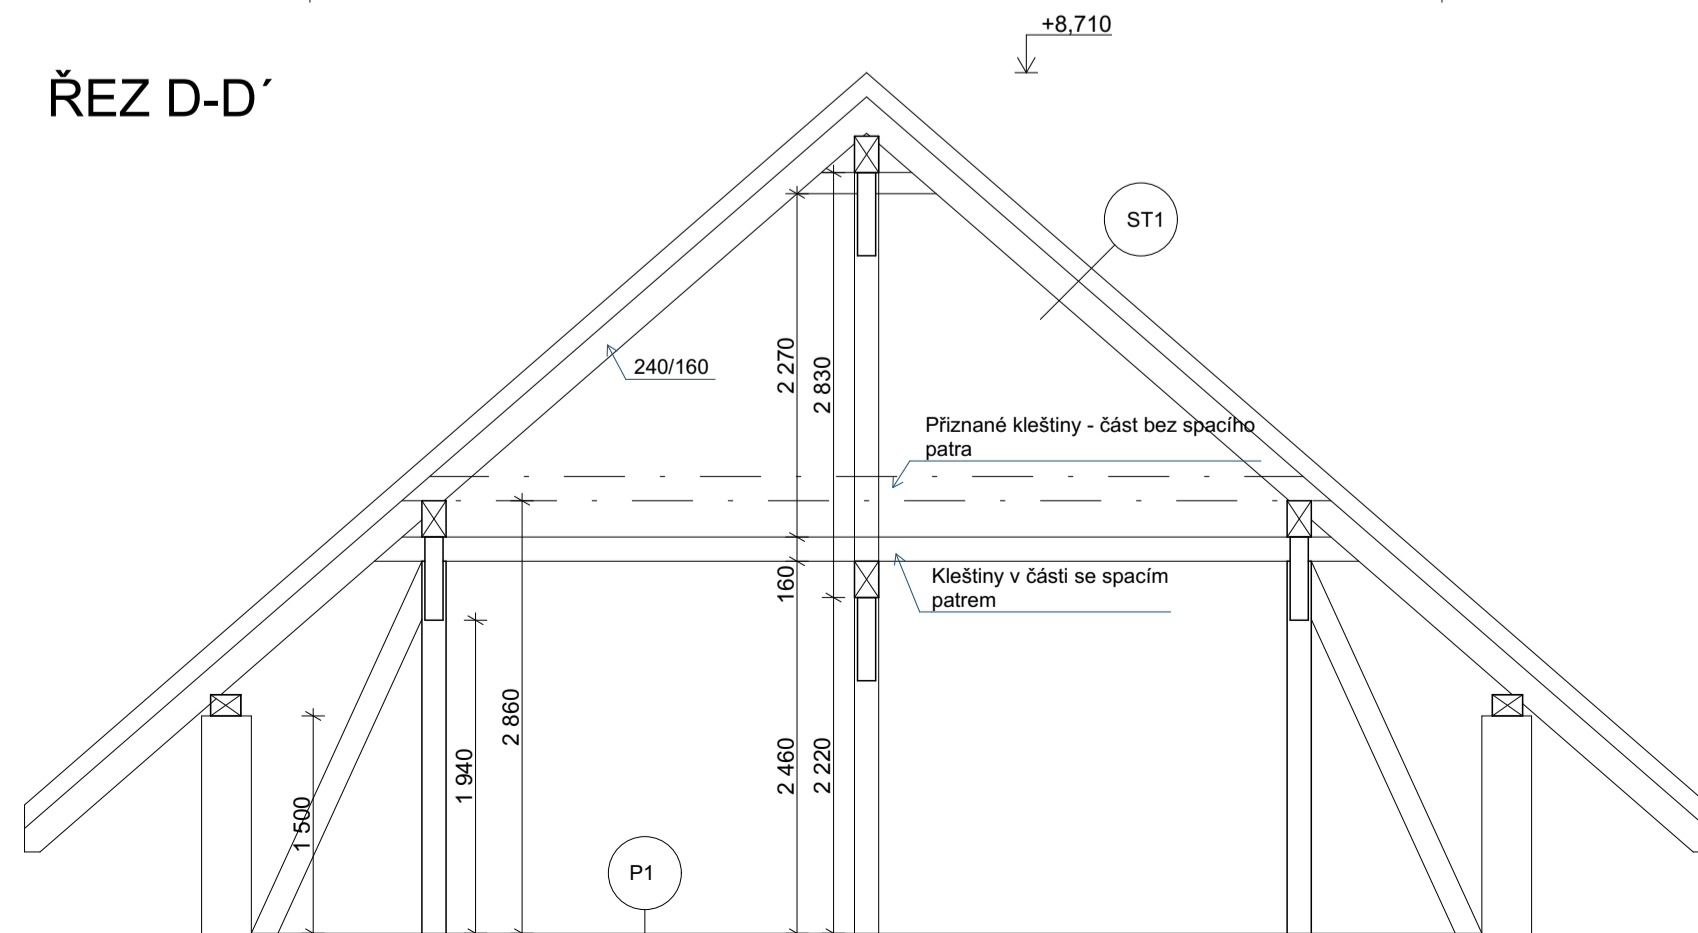 +8,710
ŘEZ D-D´
ST1
240/160
2 270
2 830
Přiznané kleštiny - část bez spacího
patra
160
Kleštiny v části se spacím
patrem
2 860
1 940
2 460
2 220
1 500
P1